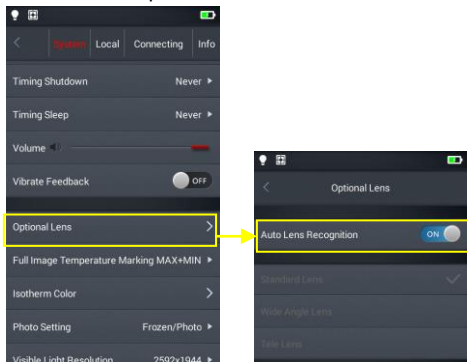 System Local Connecting Info
Timing Shutdown Never
Timing Sleep Never
Volume
Vibrate Feedback OFF
Optional Lens
Full Image Temperature Marking MAX+MIN
Isotherm Color
Photo Setting Frozen/Photo
Visible Light Resolution 2592x1944
Optional Lens
Auto Lens Recognition ON
Standard Lens
Wide Angle Lens
Tele Lens